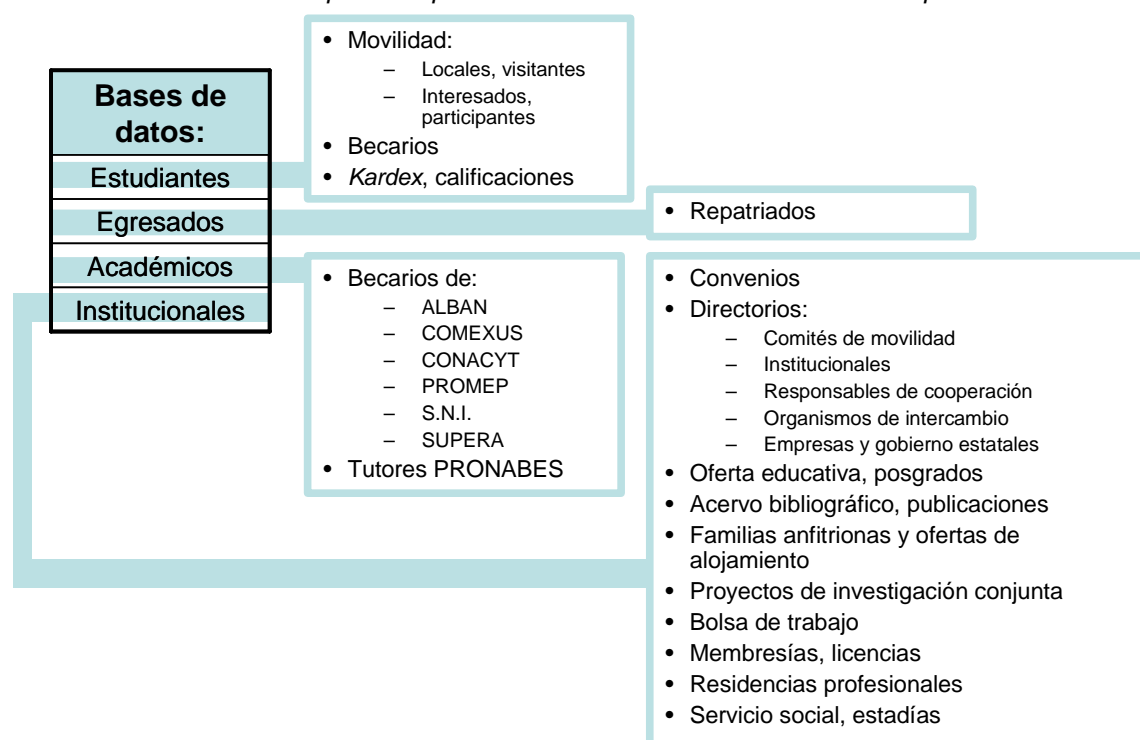 Bases de
datos:
Estudiantes
Egresados
Académicos
Institucionales
• Movilidad:
– Locales, visitantes
– Interesados,
participantes
• Becarios
• Kardex, calificaciones
• Repatriados
• Becarios de:
– ALBAN
– COMEXUS
– CONACYT
– PROMEP
– S.N.I.
– SUPERA
• Tutores PRONABES
• Convenios
• Directorios:
– Comités de movilidad
– Institucionales
– Responsables de cooperación
– Organismos de intercambio
– Empresas y gobierno estatales
• Oferta educativa, posgrados
• Acervo bibliográfico, publicaciones
• Familias anfitrionas y ofertas de
alojamiento
• Proyectos de investigación conjunta
• Bolsa de trabajo
• Membresías, licencias
• Residencias profesionales
• Servicio social, estadías